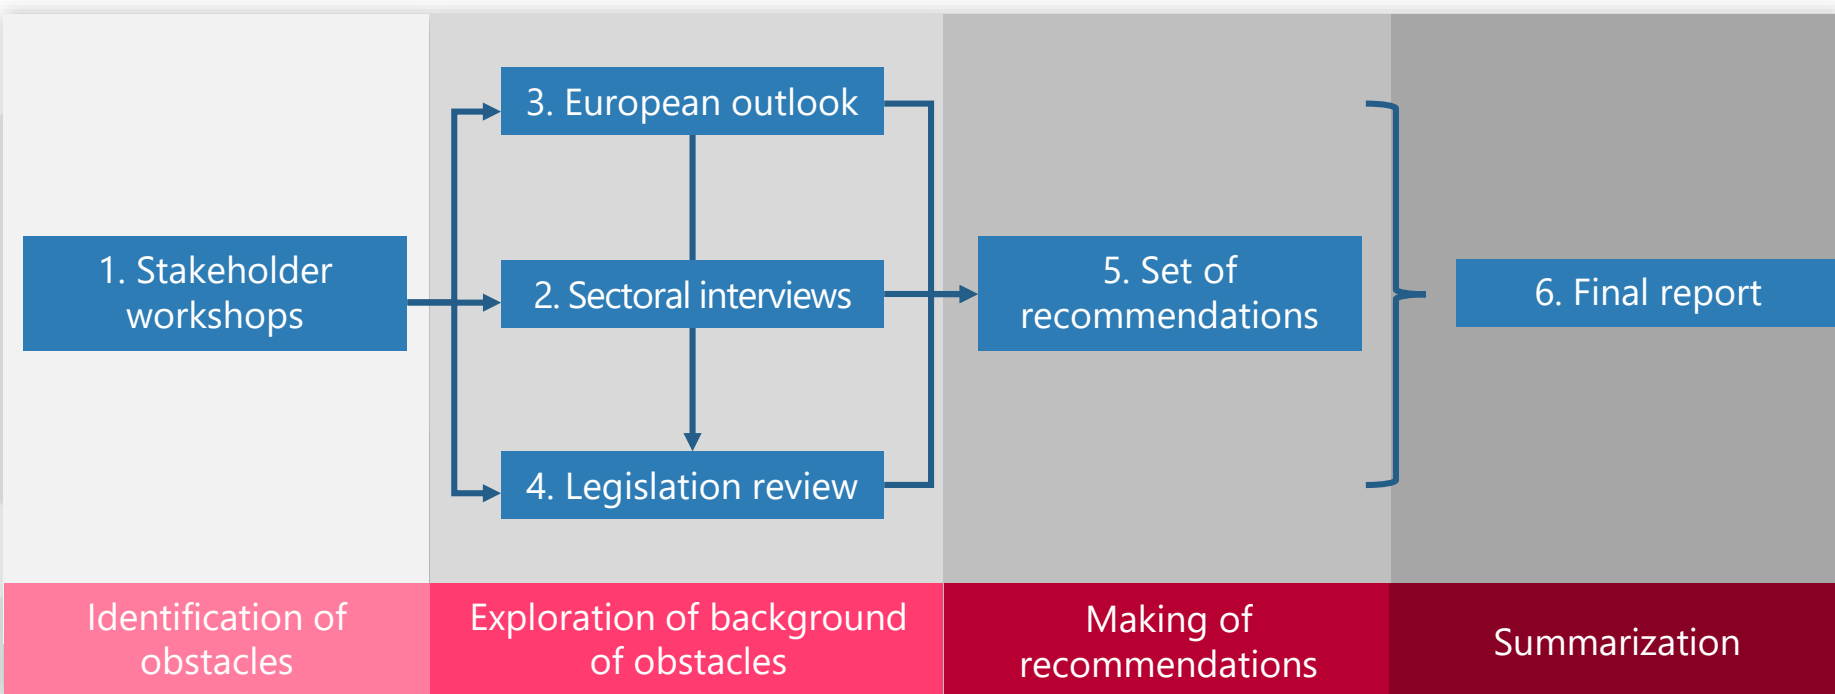 3. European outlook
1. Stakeholder
workshops
2. Sectoral interviews
5. Set of
recommendations
6. Final report
4. Legislation review
Identification of
obstacles
Exploration of background
of obstacles
Making of
recommendations
Summarization